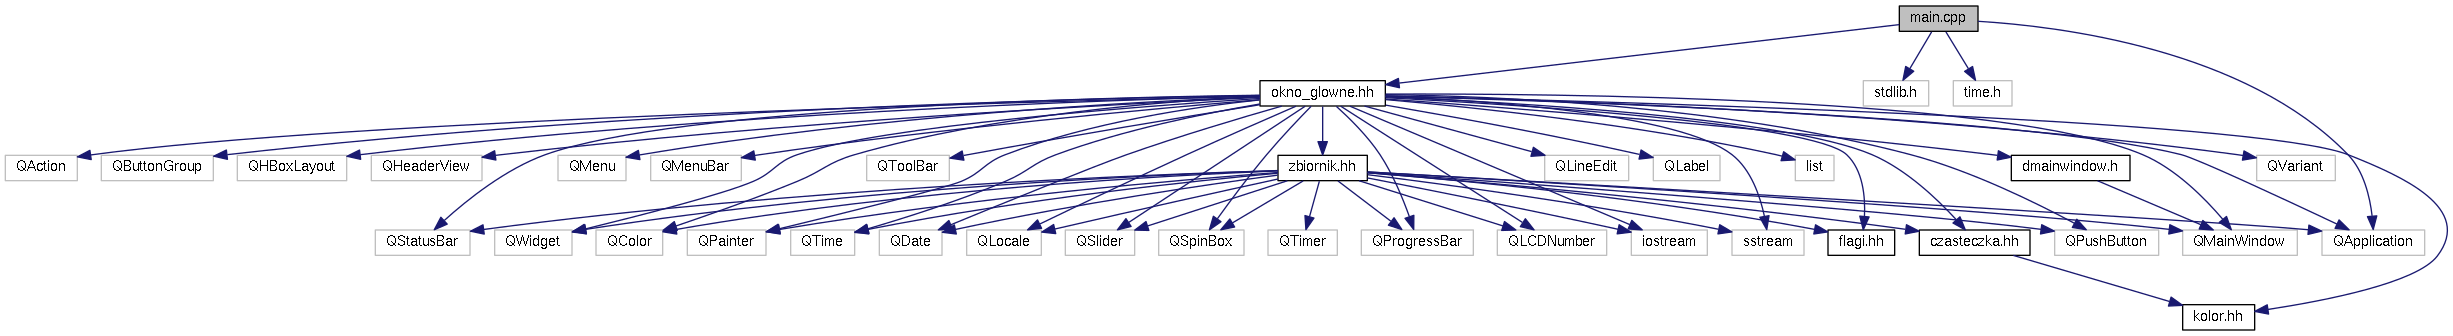 main.cpp
okno_glowne.hh
stdlib.h
time.h
QAction
QButtonGroup
QHBoxLayout
QHeaderView
QMenu
QMenuBar
QToolBar
zbiornik.hh
QLineEdit
QLabel
list
dmainwindow.h
QVariant
QStatusBar
QWidget
QColor
QPainter
QTime
QDate
QLocale
QSlider
QSpinBox
QTimer
QProgressBar
QLCDNumber
iostream
sstream
flagi.hh
czasteczka.hh
QPushButton
QMainWindow
QApplication
kolor.hh